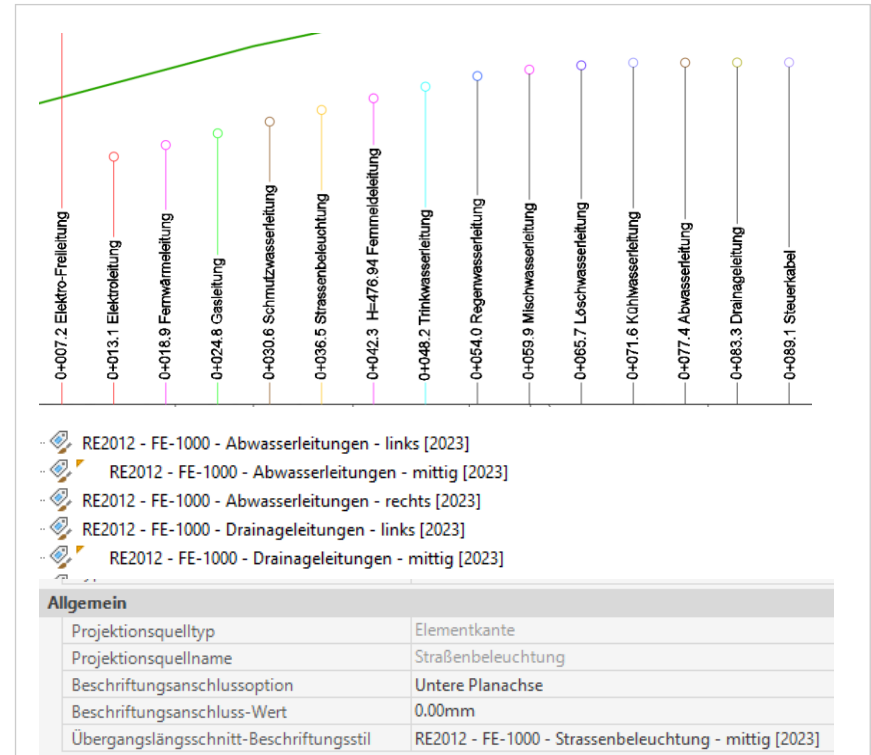 0+007.2 Elektro-Freileitung
0+013.1 Elektroleitung
0+018.9 Fernwärmeleitung
0+024.8 Gasleitung
0+030.6 Schmutzwasserleitung
0+036.5 Strassenbeleuchtung
0+042.3 H=476.94 Fernmeldeleitung
0+048.2 Trinkwasserleitung
0+054.0 Regenwasserleitung
0+059.9 Mischwasserleitung
0+065.7 Löschwasserleitung
0+071.6 Kühlwasserleitung
0+077.4 Abwasserleitung
0+083.3 Drainageleitung
0+089.1 Steuerkabel
RE2012 - FE-1000 - Abwasserleitungen - links [2023]
RE2012 - FE-1000 - Abwasserleitungen - mittig [2023]
RE2012 - FE-1000 - Abwasserleitungen - rechts [2023]
RE2012 - FE-1000 - Drainageleitungen - links [2023]
RE2012 - FE-1000 - Drainageleitungen - mittig [2023]
Allgemein
Projektionsquelltyp Elementkante
Projektionsquellname Straßenbeleuchtung
Beschriftungsanschlussoption Untere Planachse
Beschriftungsanschluss-Wert 0.00mm
Übergangslängsschnitt-Beschriftungsstil RE2012 - FE-1000 - Strassenbeleuchtung - mittig [2023]